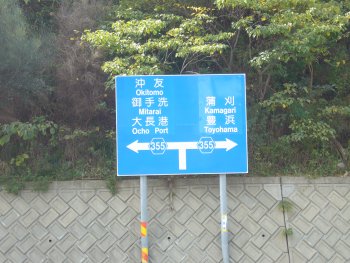 沖友
Okitomo
御手洗
Mitarai
大長港
Ocho Port
蒲刈
Kamagari
豊浜
Toyohama
355
355